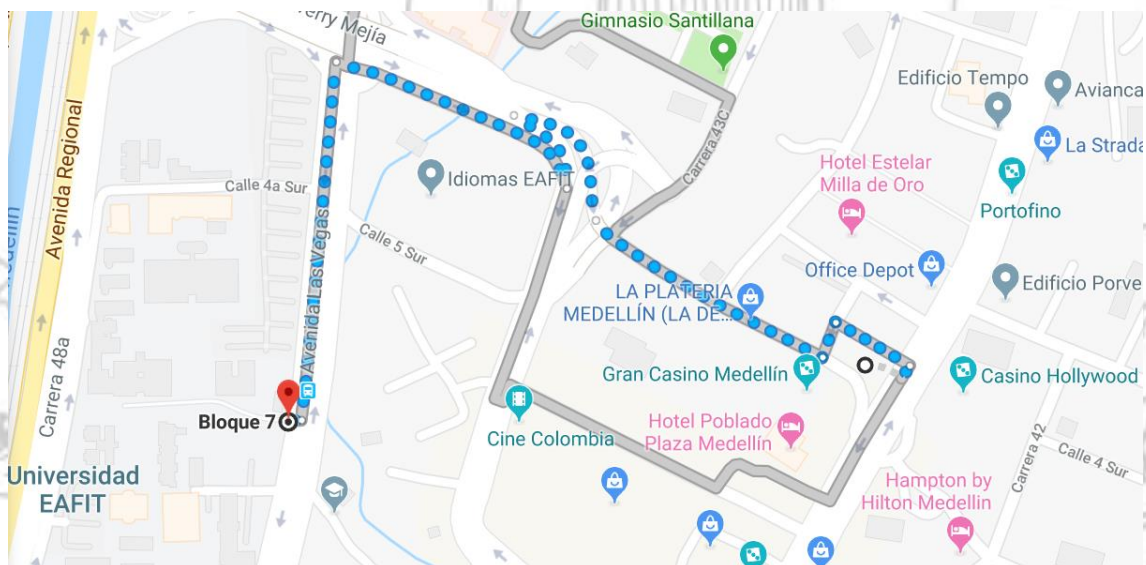 Gimnasio Santillana
erry Mejía
Edificio Tempo
Avianca
La Strada
Avenida Regional
Carrera 43C
Hotel Estelar
Milla de Oro
Portofino
Idiomas EAFIT
Calle 4a Sur
Calle 5 Sur
Avenida Las Vegas
Office Depot
Edificio Porve
LA PLATERIA
MEDELLÍN (LA DE...
Gran Casino Medellín
Casino Hollywood
Carrera 48a
Bloque 7
Cine Colombia
Hotel Poblado
Plaza Medellín
Carrera 42
Calle 4 Sur
Universidad
EAFIT
Hampton by
Hilton Medellin